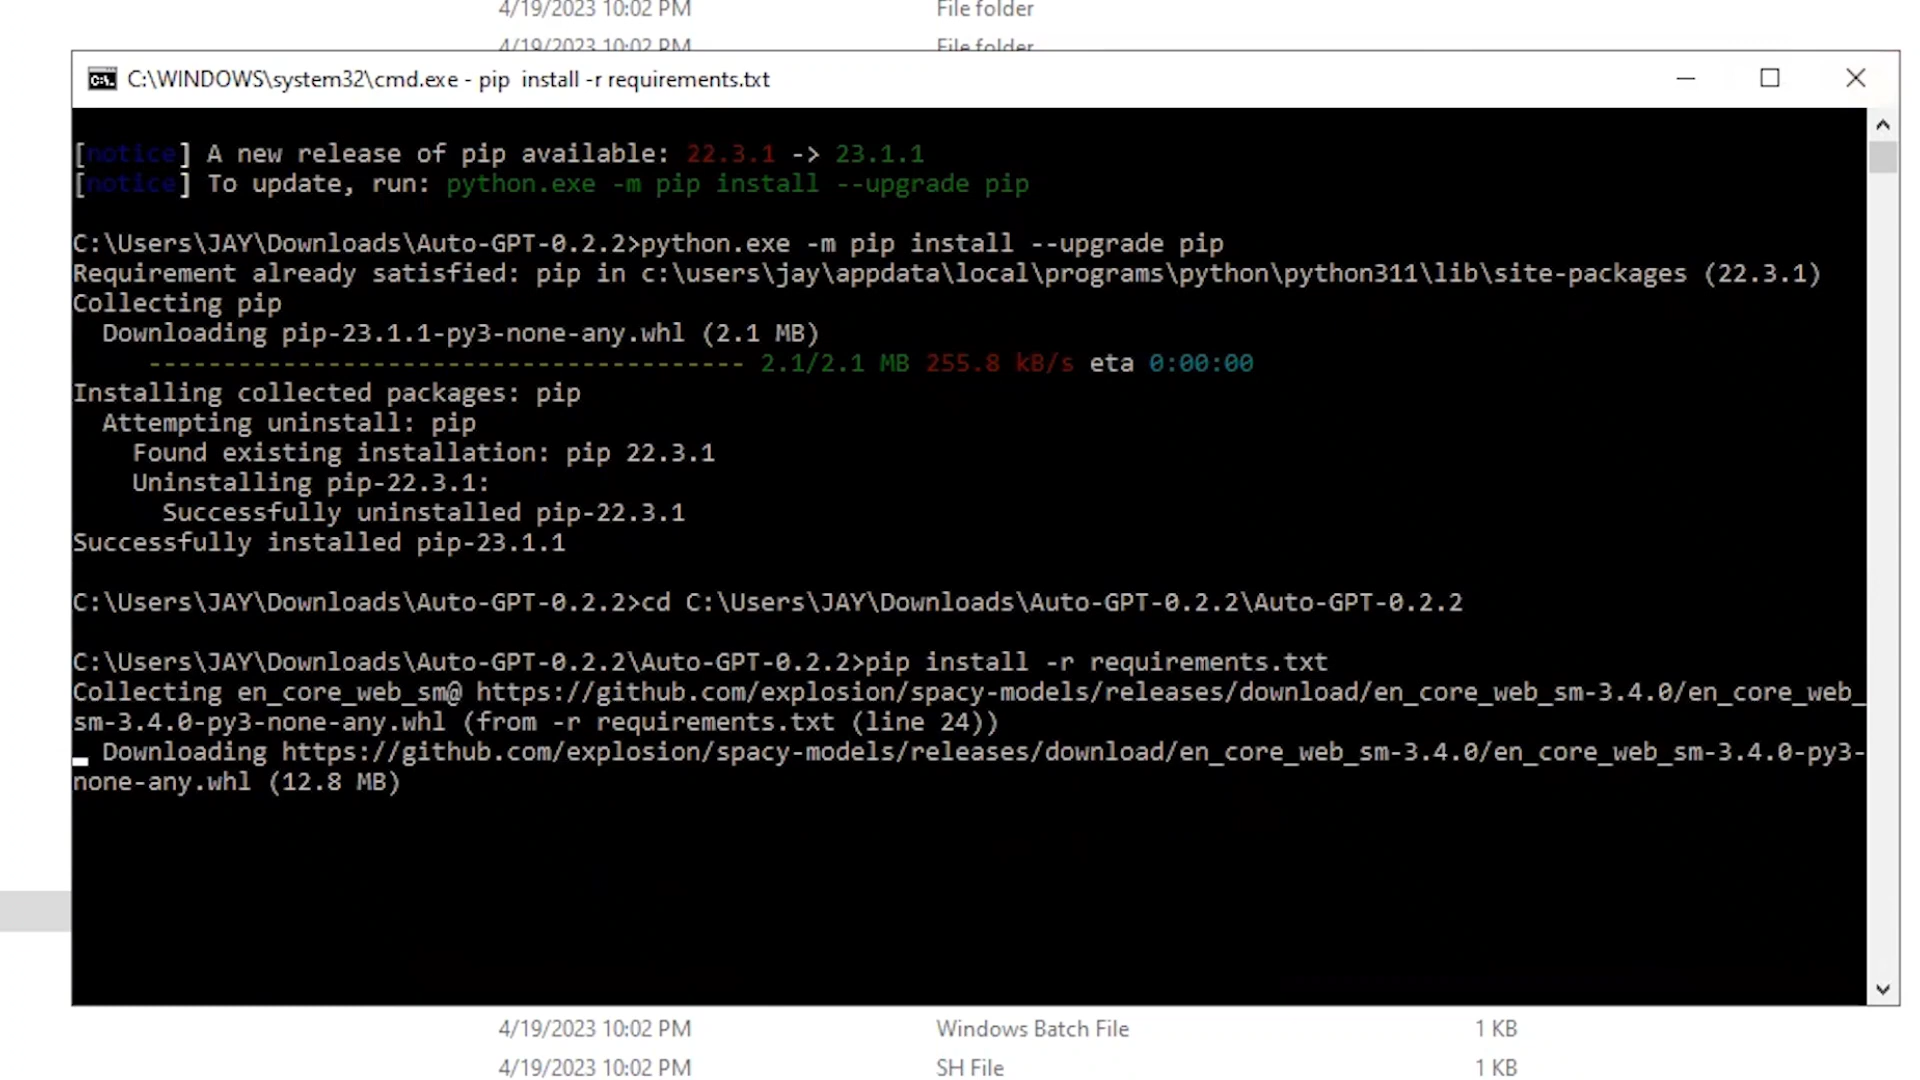 4/19/2023 10:02 PM File folder
4/19/2023 10:02 PM File folder
C:\WINDOWS\system32\cmd.exe - pip  install -r requirements.txt
[notice] A new release of pip available: 22.3.1 -> 23.1.1
[notice] To update, run: python.exe -m pip install --upgrade pip
C:\Users\JAY\Downloads\Auto-GPT-0.2.2>python.exe -m pip install --upgrade pip
Requirement already satisfied: pip in c:\users\jay\appdata\local\programs\python\python311\lib\site-packages (22.3.1)
Collecting pip
  Downloading pip-23.1.1-py3-none-any.whl (2.1 MB)
     ---------------------------------------- 2.1/2.1 MB 255.8 kB/s eta 0:00:00
Installing collected packages: pip
  Attempting uninstall: pip
    Found existing installation: pip 22.3.1
    Uninstalling pip-22.3.1:
      Successfully uninstalled pip-22.3.1
Successfully installed pip-23.1.1
C:\Users\JAY\Downloads\Auto-GPT-0.2.2>cd C:\Users\JAY\Downloads\Auto-GPT-0.2.2\Auto-GPT-0.2.2
C:\Users\JAY\Downloads\Auto-GPT-0.2.2\Auto-GPT-0.2.2>pip install -r requirements.txt
Collecting en_core_web_sm@ https://github.com/explosion/spacy-models/releases/download/en_core_web_sm-3.4.0/en_core_web_
sm-3.4.0-py3-none-any.whl (from -r requirements.txt (line 24))
  Downloading https://github.com/explosion/spacy-models/releases/download/en_core_web_sm-3.4.0/en_core_web_sm-3.4.0-py3-
none-any.whl (12.8 MB)
4/19/2023 10:02 PM Windows Batch File 1 KB
4/19/2023 10:02 PM SH File 1 KB